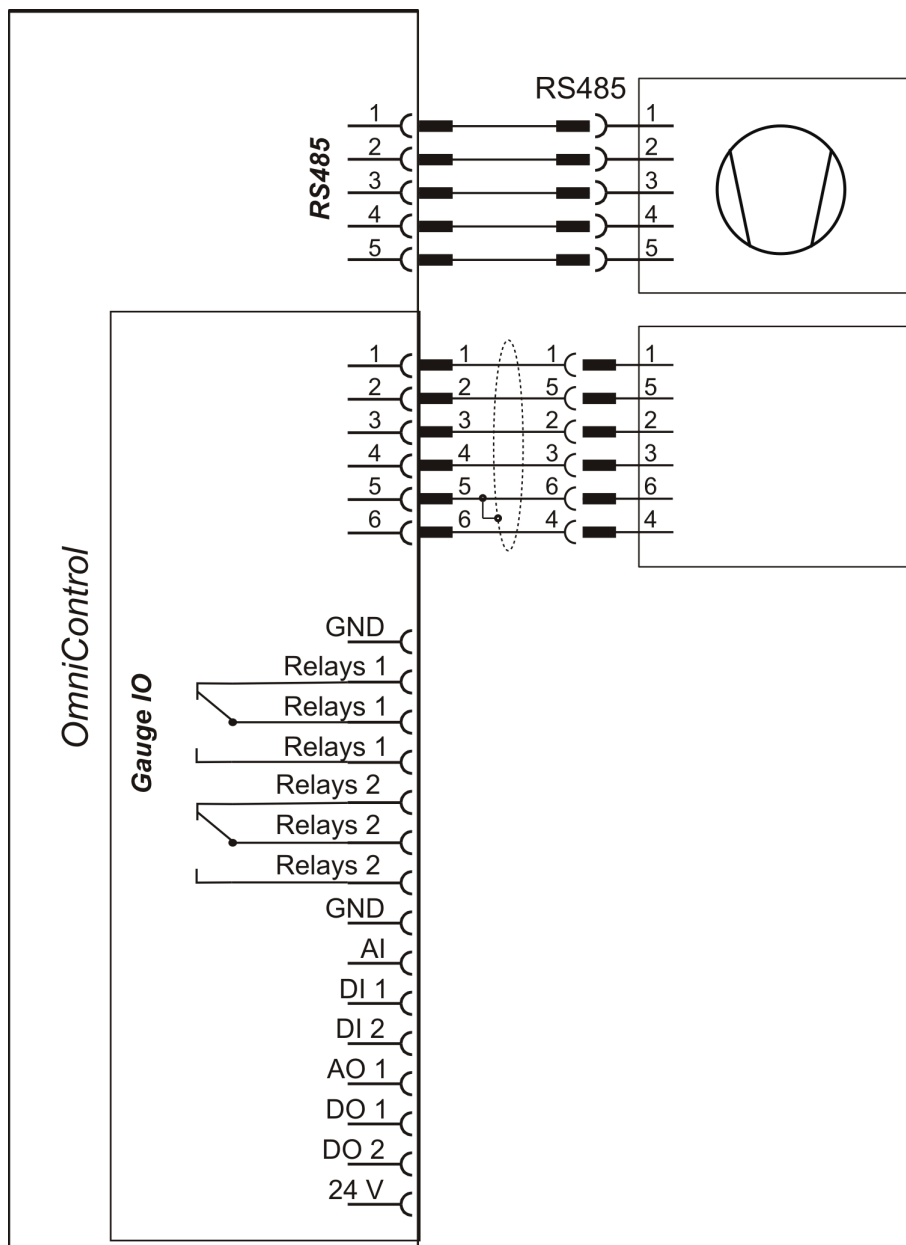 RS485
1 1
2 2
3 3
4 4
5 5
RS485
1 1 1 1
2 2 5 5
3 3 2 2
4 4 3 3
5 5 6 6
6 6 4 4
OmniControl
Gauge IO
GND
Relays 1
Relays 1
Relays 1
Relays 2
Relays 2
Relays 2
GND
AI
DI 1
DI 2
AO 1
DO 1
DO 2
24 V